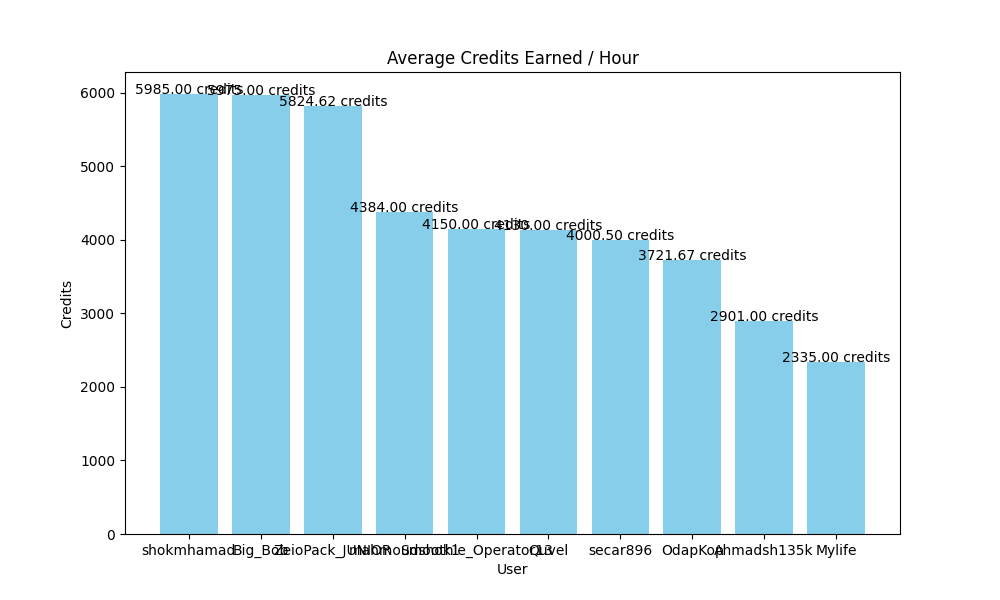 Average Credits Earned / Hour
Credits
6000
5000
4000
3000
2000
1000
0
5985.00 credits
5975.00 credits
5824.62 credits
4384.00 credits
4150.00 credits
4130.00 credits
4000.50 credits
3721.67 credits
2901.00 credits
2335.00 credits
shokmhamad
Big_Bob
secar896
Ahmadsh135k
Mylife
User